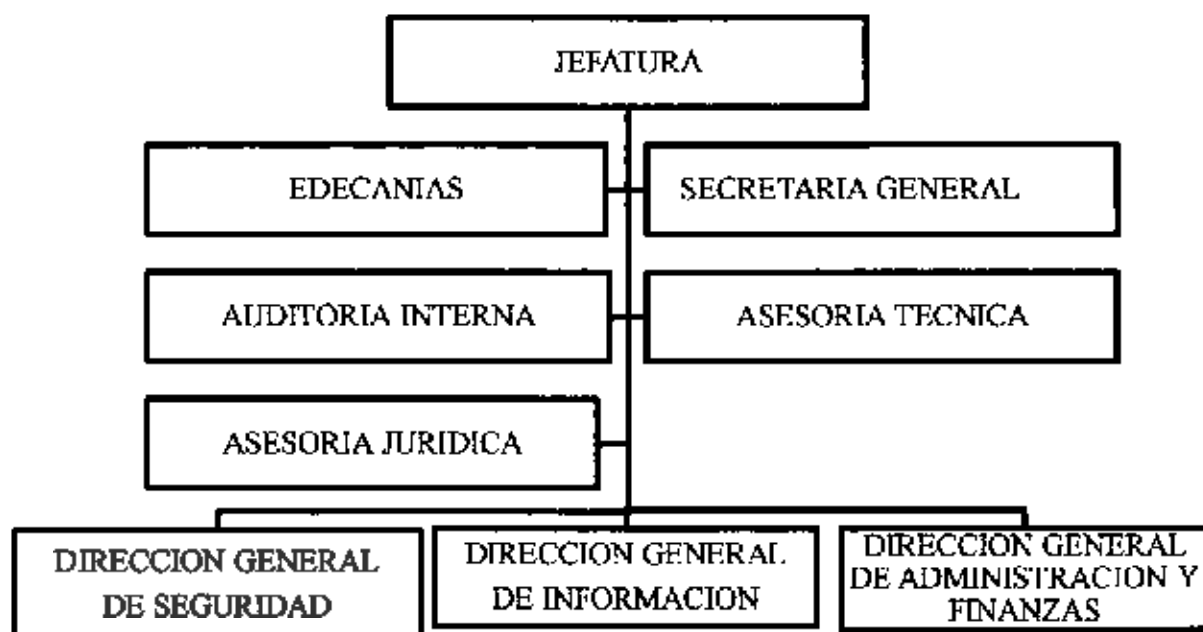 JEFATURA
EDECANIAS
SECRETARIA GENERAL
AUDITORIA INTERNA
ASESORIA TECNICA
ASESORIA JURIDICA
DIRECCION GENERAL
DE SEGURIDAD
DIRECCION GENERAL
DE INFORMACION
DIRECCION GENERAL
DE ADMINISTRACION Y
FINANZAS